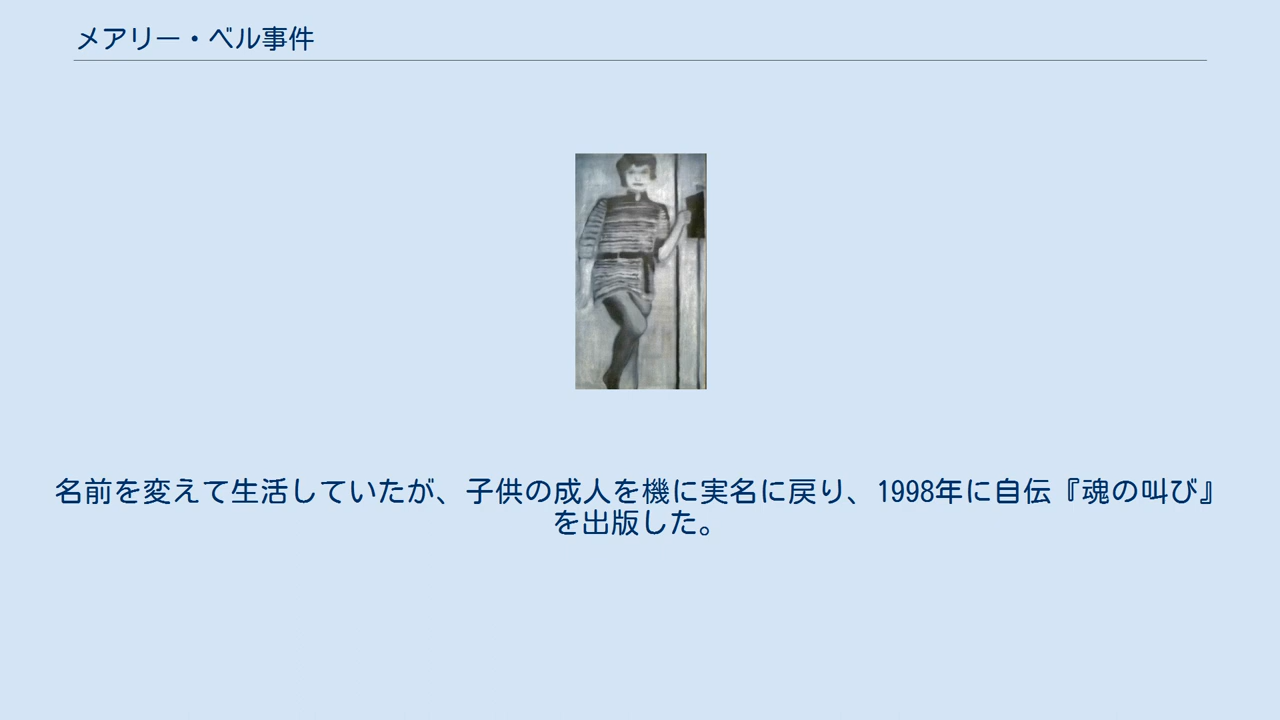 メアリー・ベル事件
名前を変えて生活していたが、子供の成人を機に実名に戻り、1998年に自伝『魂の叫び』
を出版した。